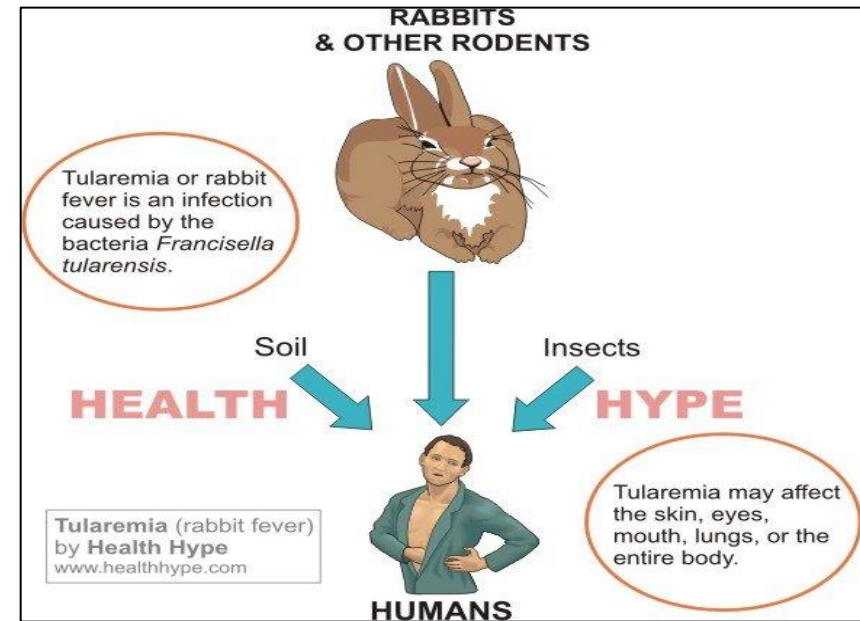 RABBITS
& OTHER RODENTS
Tularemia or rabbit
fever is an infection
caused by the
bacteria Francisella
tularensis.
Soil
Insects
HEALTH
HYPE
Tularemia (rabbit fever)
by Health Hype
www.healthhype.com
Tularemia may affect
the skin, eyes,
mouth, lungs, or the
entire body.
HUMANS